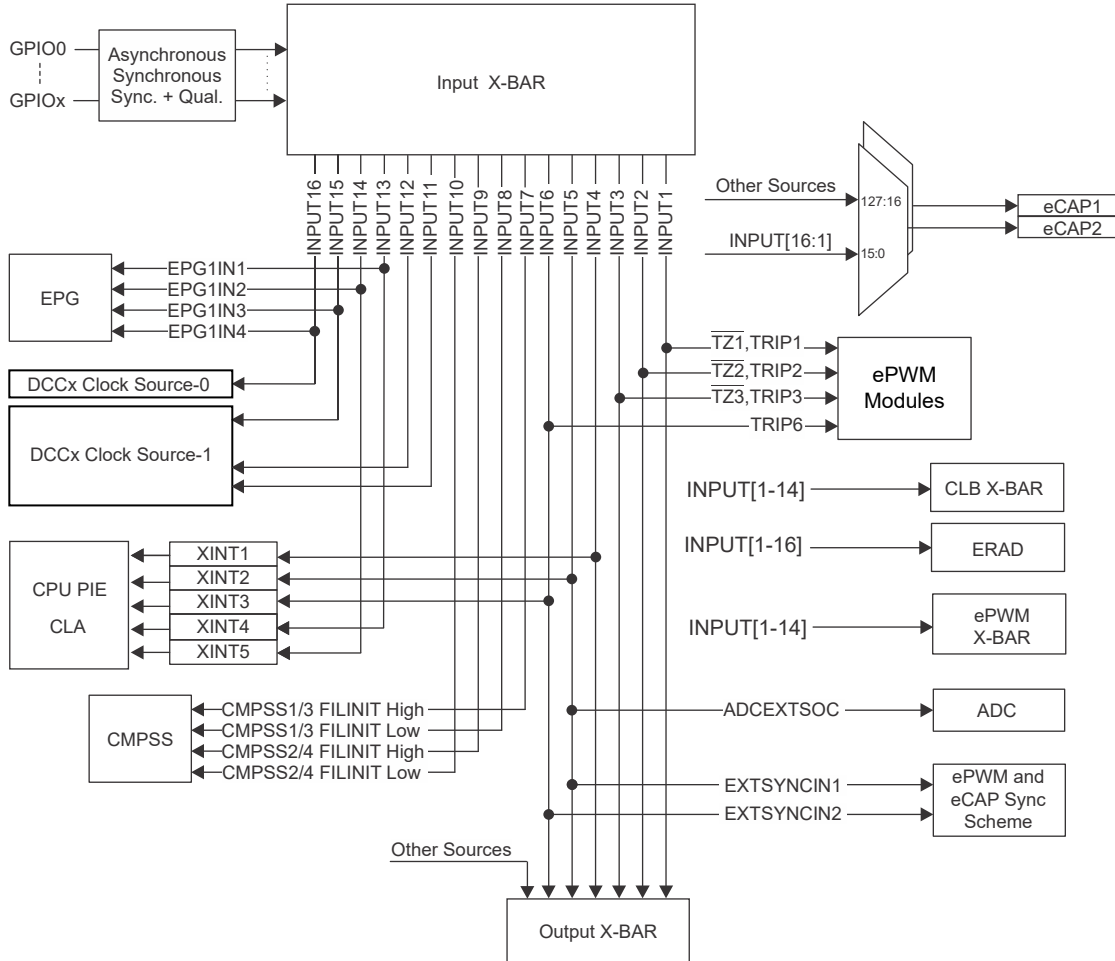 GPIO0
GPIOx
Asynchronous
Synchronous
Sync. + Qual.
Input X-BAR
INPUT16
INPUT15
INPUT14
INPUT13
INPUT12
INPUT11
INPUT10
INPUT9
INPUT8
INPUT7
INPUT6
INPUT5
INPUT4
INPUT3
INPUT2
INPUT1
Other Sources
INPUT[16:1]
127:16
15:0
eCAP1
eCAP2
EPG
EPG1IN1
EPG1IN2
EPG1IN3
EPG1IN4
DCCx Clock Source-0
DCCx Clock Source-1
TZ1,TRIP1
TZ2,TRIP2
TZ3,TRIP3
TRIP6
ePWM
Modules
INPUT[1-14]
CLB X-BAR
INPUT[1-16]
ERAD
INPUT[1-14]
ePWM
X-BAR
CPU PIE
CLA
XINT1
XINT2
XINT3
XINT4
XINT5
CMPSS
CMPSS1/3 FILINIT High
CMPSS1/3 FILINIT Low
CMPSS2/4 FILINIT High
CMPSS2/4 FILINIT Low
ADCEXTSOC
ADC
EXTSYNCIN1
EXTSYNCIN2
ePWM and
eCAP Sync
Scheme
Other Sources
Output X-BAR